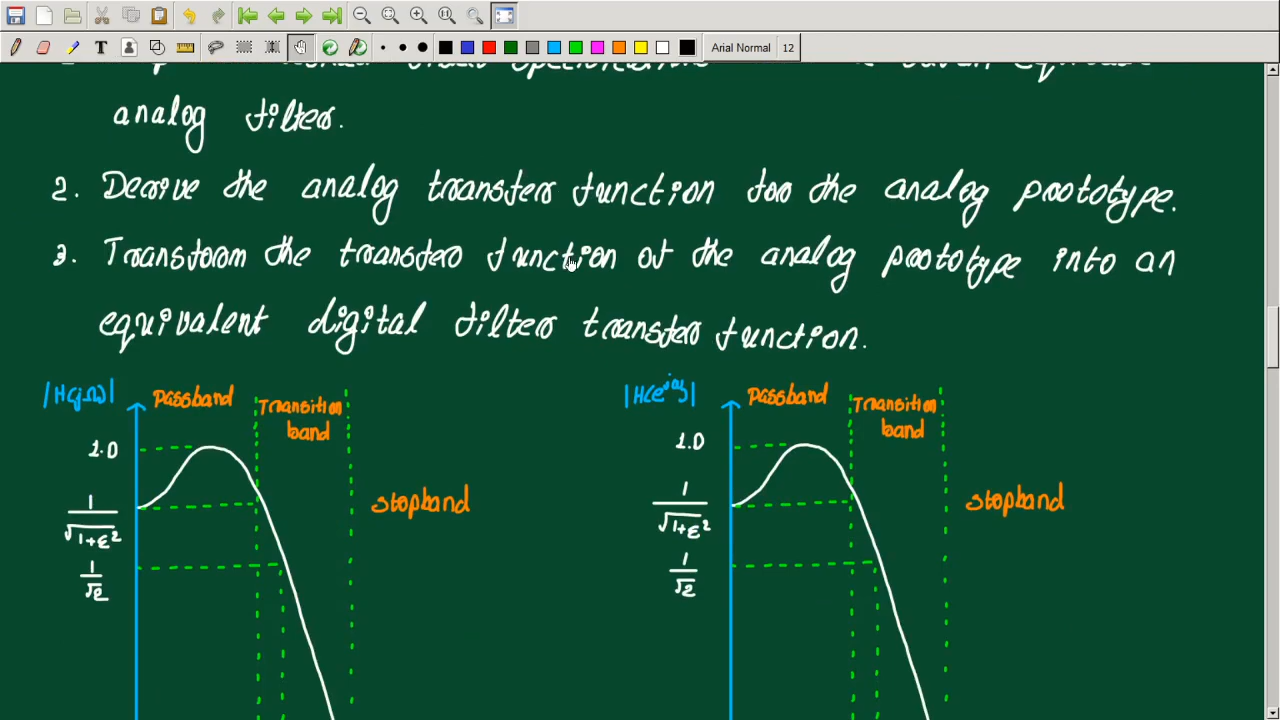 Arial Normal 12
analog filter.
2. Derive the analog transfer function for the analog prototype.
3. Transform the transfer function of the analog prototype into an
equivalent digital filter transfer function.
|H(jΩ)| Passband Transition band
1.0
1/√1+ε²
1/√2
stopband
|H(e^jω)| Passband Transition band
1.0
1/√1+ε²
1/√2
stopband